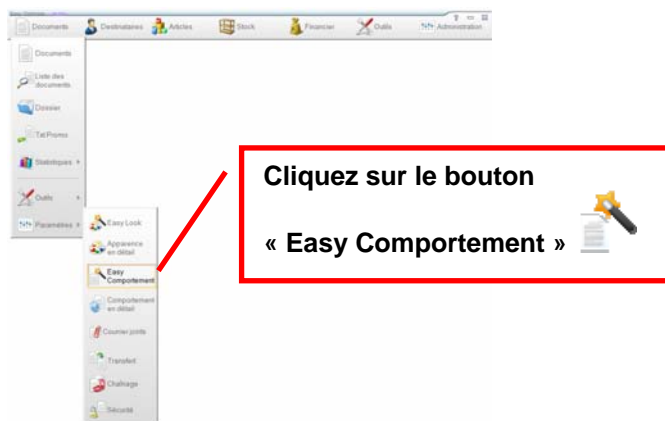 Documents Destinataires Articles Stock Financier Outils Administration
Documents
Liste des
documents
Dossier
TatPromo
Statistiques
Outils
Paramètres
Easy Look
Apparence
en détail
Easy
Comportement
Comportement
en détail
Courrier joints
Transfert
Chaînage
Sécurité
Cliquez sur le bouton
« Easy Comportement »